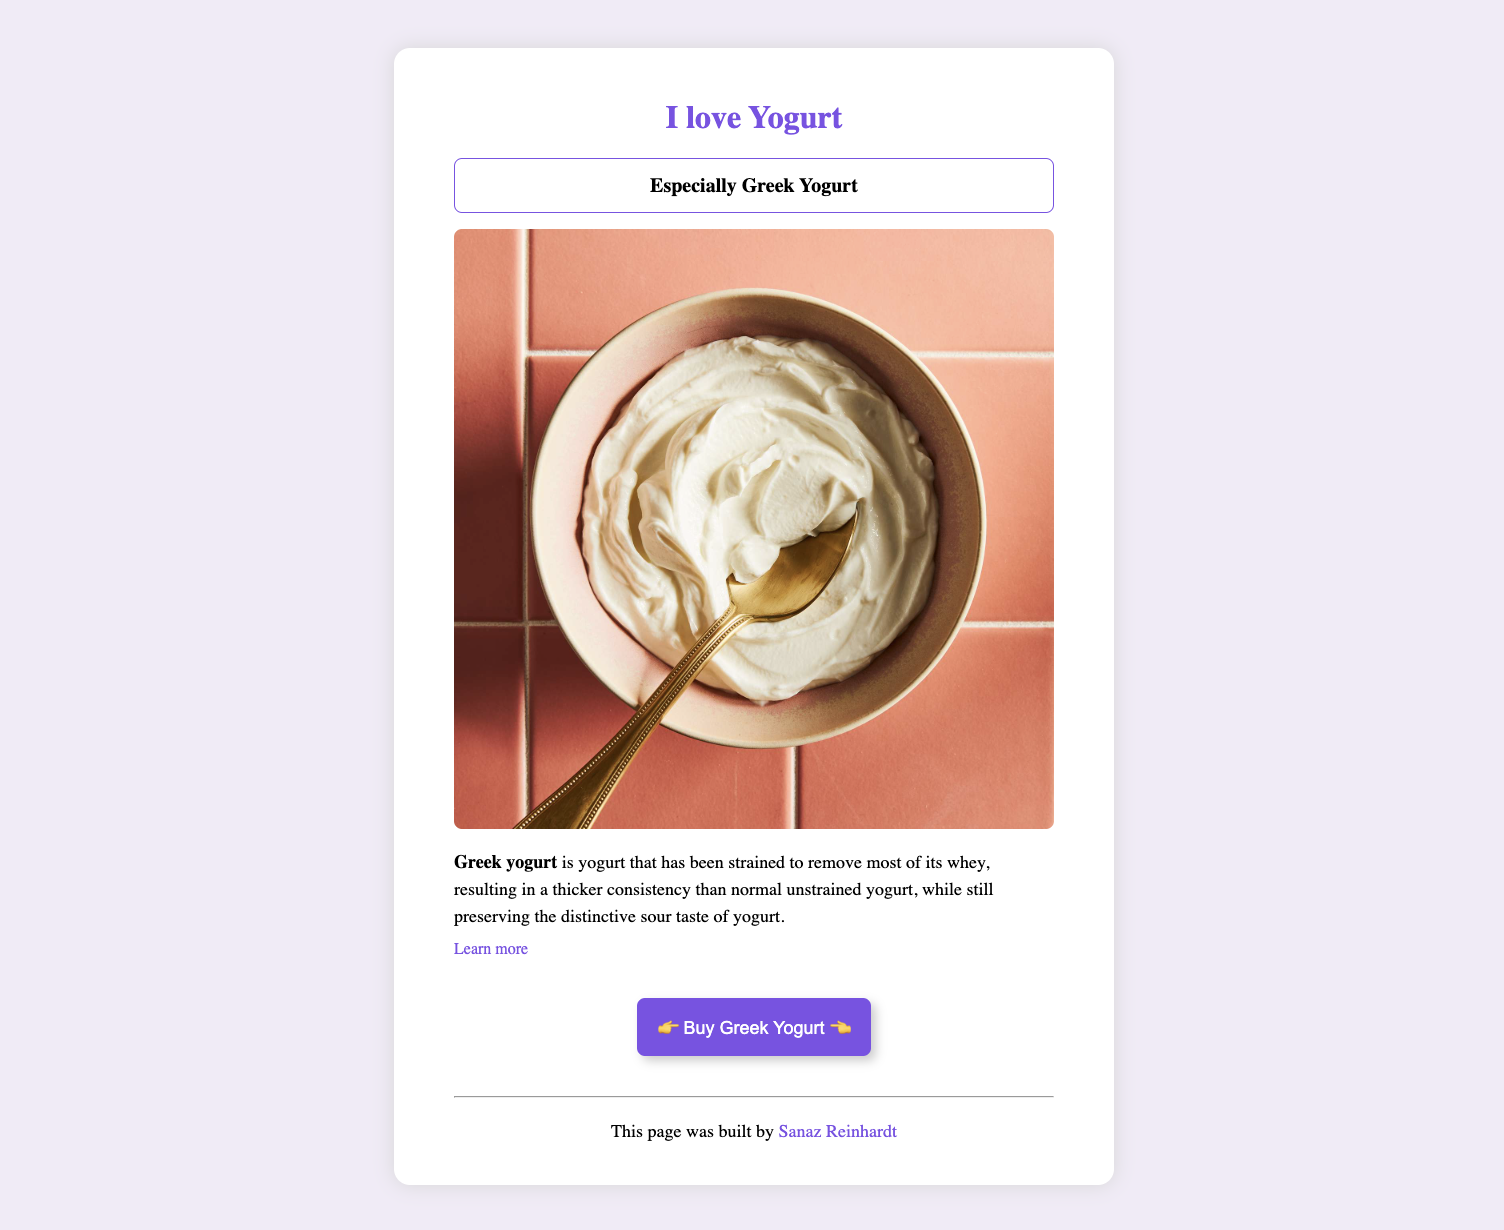 I love Yogurt
Especially Greek Yogurt
Greek yogurt is yogurt that has been strained to remove most of its whey,
resulting in a thicker consistency than normal unstrained yogurt, while still
preserving the distinctive sour taste of yogurt.
Learn more
👉 Buy Greek Yogurt 👈
This page was built by Sanaz Reinhardt